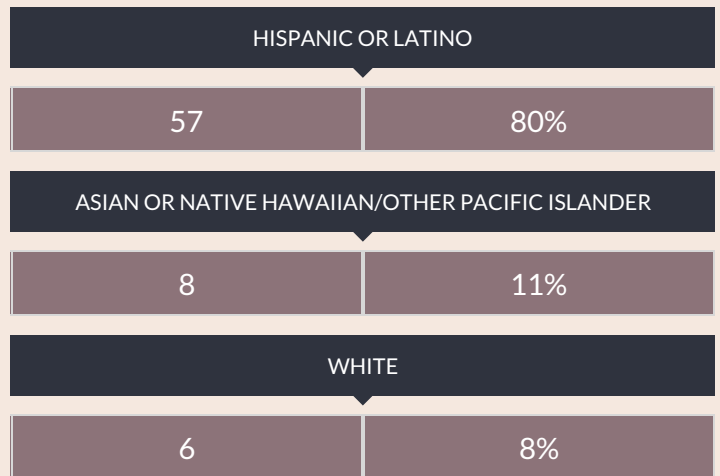 HISPANIC OR LATINO
57 80%
ASIAN OR NATIVE HAWAIIAN/OTHER PACIFIC ISLANDER
8 11%
WHITE
6 8%